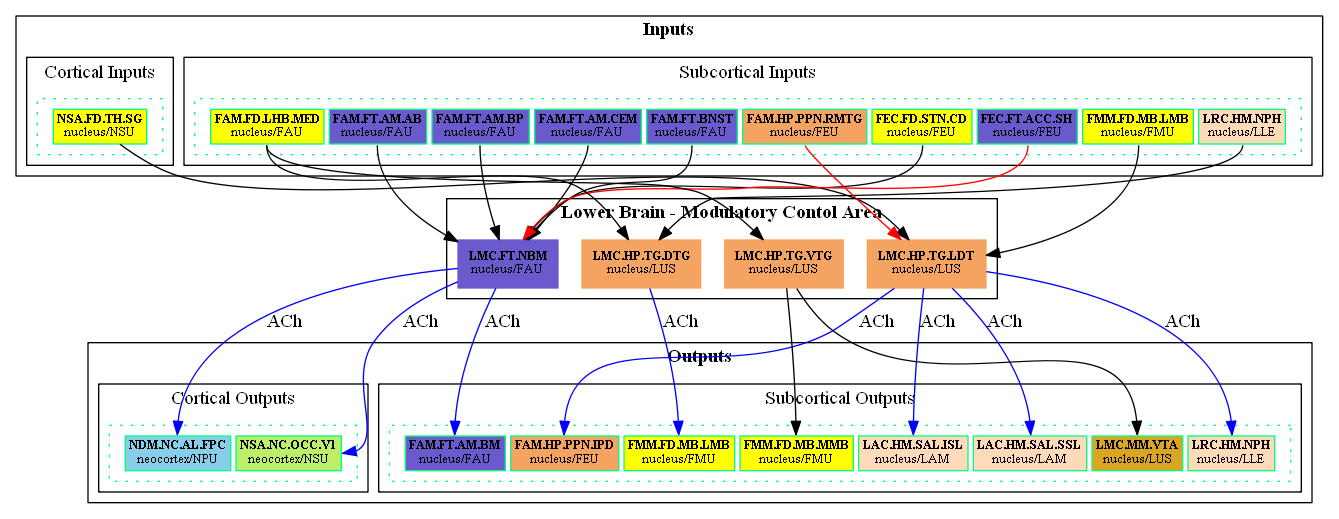 Inputs
Cortical Inputs
Subcortical Inputs
NSA.FD.TH.SG
nucleus/NSU
FAM.FD.LHB.MED
nucleus/FAU
FAM.FT.AM.AB
nucleus/FAU
FAM.FT.AM.BP
nucleus/FAU
FAM.FT.AM.CEM
nucleus/FAU
FAM.FT.BNST
nucleus/FAU
FAM.HP.PPN.RMTG
nucleus/FEU
FEC.FD.STN.CD
nucleus/FEU
FEC.FT.ACC.SH
nucleus/FEU
FMM.FD.MB.LMB
nucleus/FMU
LRC.HM.NPH
nucleus/LLE
Lower Brain - Modulatory Contol Area
LMC.FT.NBM
nucleus/FAU
LMC.HP.TG.DTG
nucleus/LUS
LMC.HP.TG.VTG
nucleus/LUS
LMC.HP.TG.LDT
nucleus/LUS
ACh
ACh
ACh
ACh
ACh
ACh
ACh
ACh
Outputs
Cortical Outputs
Subcortical Outputs
NDM.NC.AL.FPC
neocortex/NPU
NSA.NC.OCC.VI
neocortex/NSU
FAM.FT.AM.BM
nucleus/FAU
FAM.HP.PPN.IPD
nucleus/FEU
FMM.FD.MB.LMB
nucleus/FMU
FMM.FD.MB.MMB
nucleus/FMU
LAC.HM.SAL.ISL
nucleus/LAM
LAC.HM.SAL.SSL
nucleus/LAM
LMC.MM.VTA
nucleus/LUS
LRC.HM.NPH
nucleus/LLE